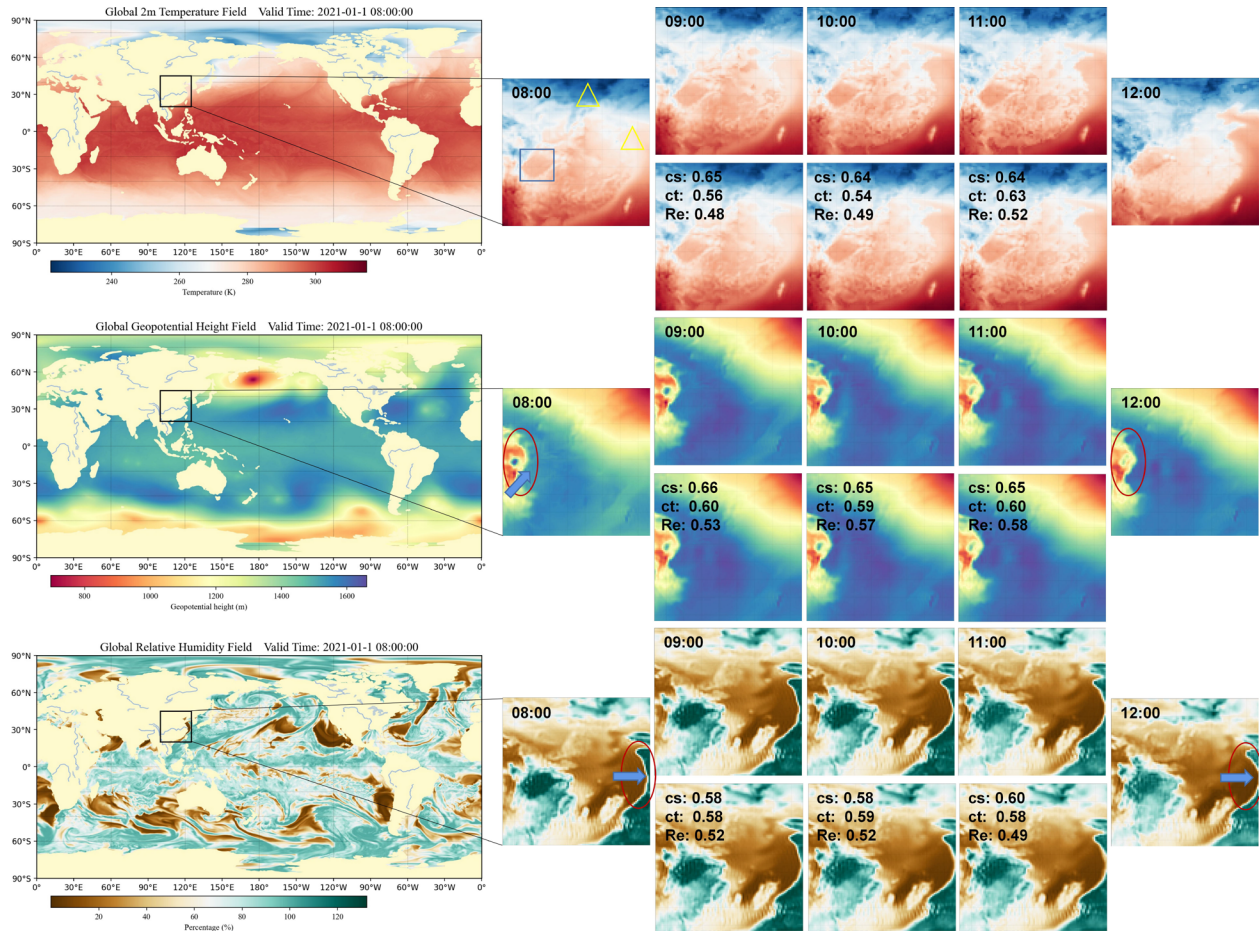 Global 2m Temperature Field Valid Time: 2021-01-1 08:00:00
90°N
60°N
30°N
0°
30°S
60°S
90°S
0° 30°E 60°E 90°E 120°E 150°E 180° 150°W 120°W 90°W 60°W 30°W 0°
240 260 280 300
Temperature (K)
08:00
09:00 10:00 11:00
cs: 0.65
ct: 0.56
Re: 0.48
cs: 0.64
ct: 0.54
Re: 0.49
cs: 0.64
ct: 0.63
Re: 0.52
12:00
Global Geopotential Height Field Valid Time: 2021-01-1 08:00:00
90°N
60°N
30°N
0°
30°S
60°S
90°S
0° 30°E 60°E 90°E 120°E 150°E 180° 150°W 120°W 90°W 60°W 30°W 0°
800 1000 1200 1400 1600
Geopotential height (m)
08:00
09:00 10:00 11:00
cs: 0.66
ct: 0.60
Re: 0.53
cs: 0.65
ct: 0.59
Re: 0.57
cs: 0.65
ct: 0.60
Re: 0.58
12:00
Global Relative Humidity Field Valid Time: 2021-01-1 08:00:00
90°N
60°N
30°N
0°
30°S
60°S
90°S
0° 30°E 60°E 90°E 120°E 150°E 180° 150°W 120°W 90°W 60°W 30°W 0°
20 40 60 80 100 120
Percentage (%)
08:00
09:00 10:00 11:00
cs: 0.58
ct: 0.58
Re: 0.52
cs: 0.58
ct: 0.59
Re: 0.52
cs: 0.60
ct: 0.58
Re: 0.49
12:00